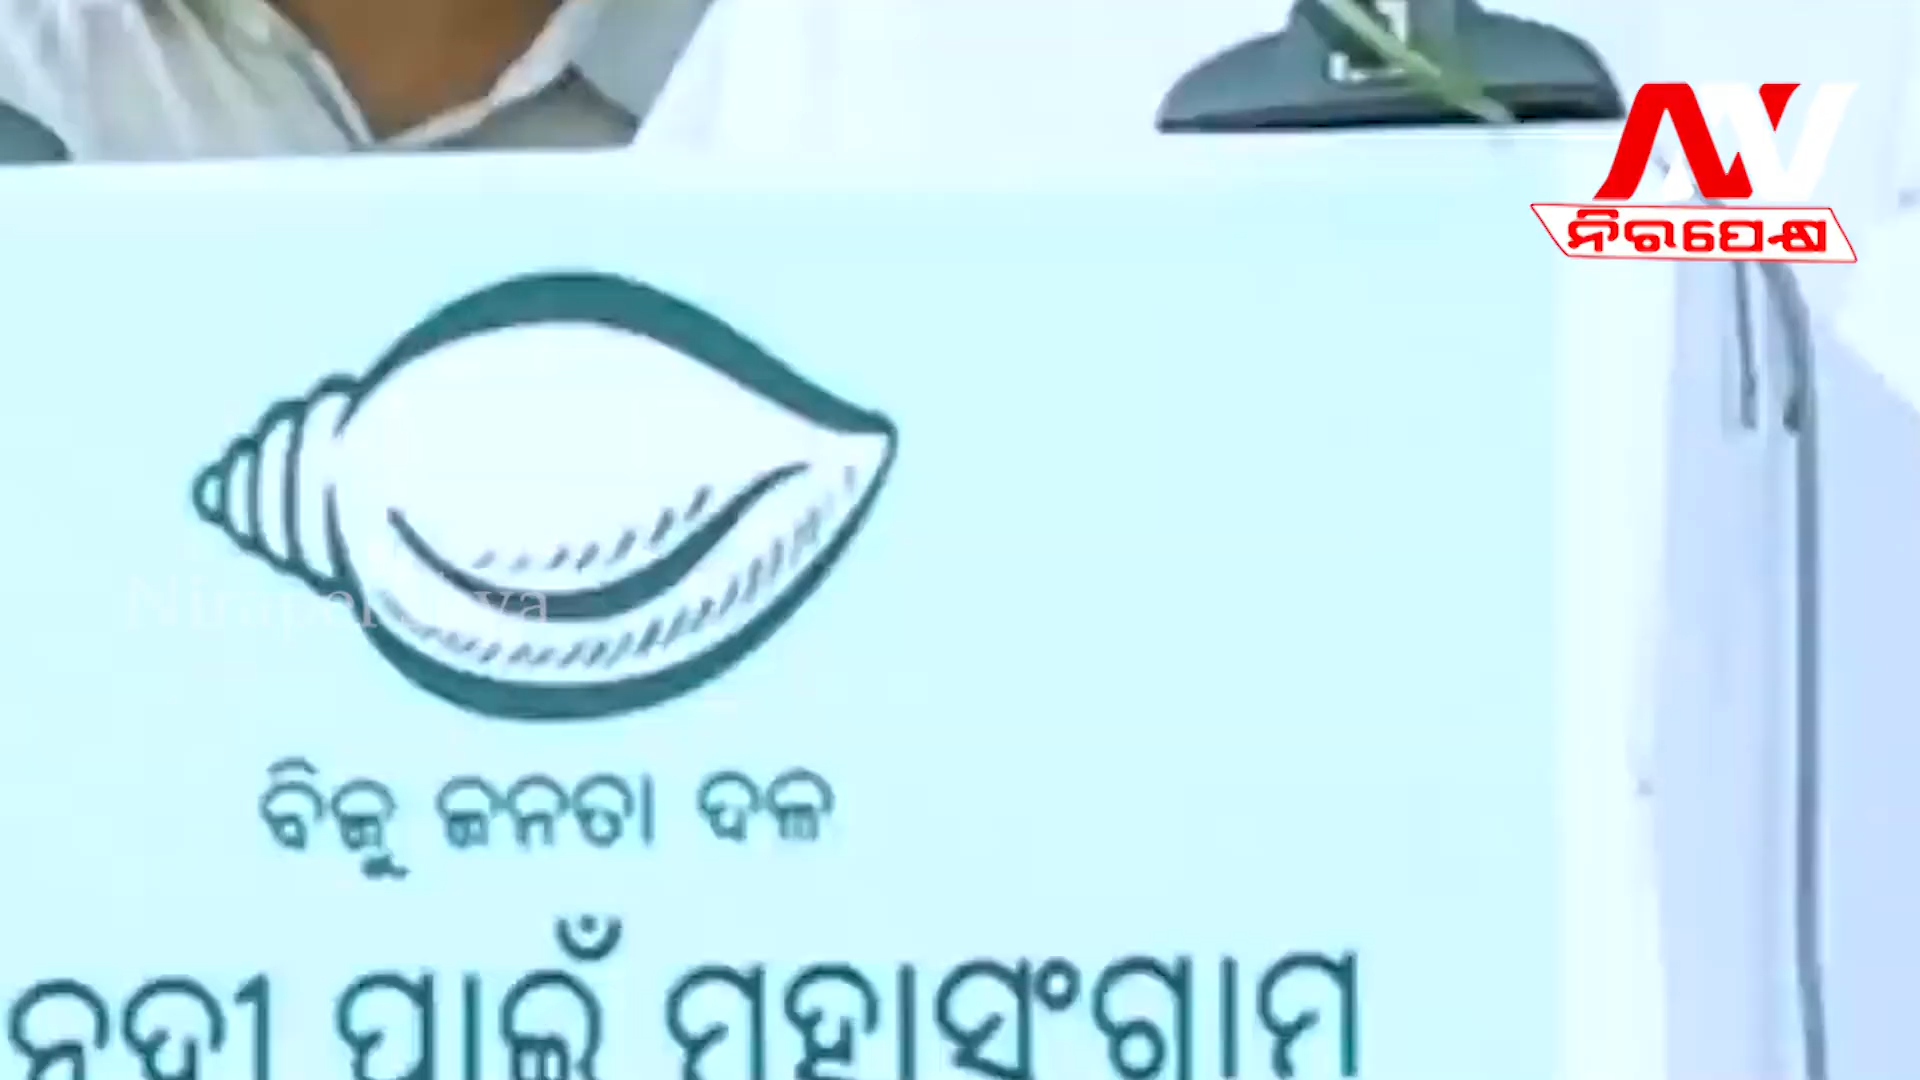 ନିରପେକ୍ଷ
ବିଜୁ ଜନତା ଦଳ
ନଦୀ ପାଇଁ ମହାସଂଗ୍ରାମ